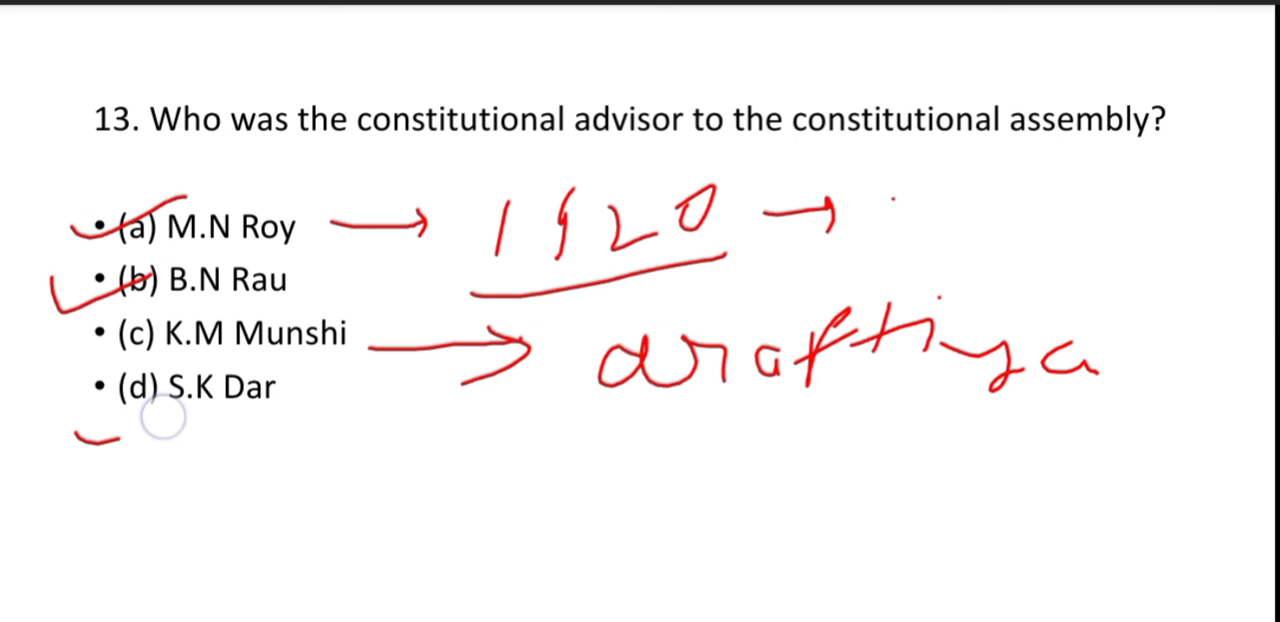 13. Who was the constitutional advisor to the constitutional assembly?
• (a) M.N Roy → 1920 →
• (b) B.N Rau
• (c) K.M Munshi → drafting c
• (d) S.K Dar